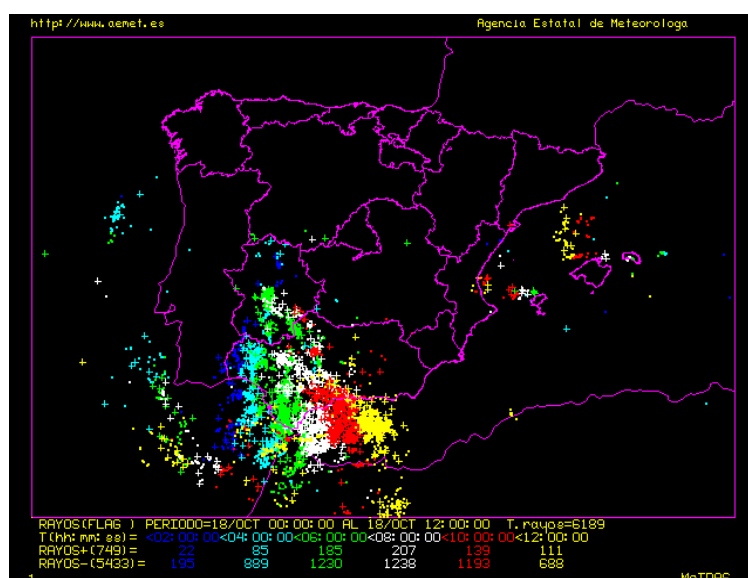 http://www.aemet.es Agencia Estatal de Meteorologa
RAYOS(FLAG ) PERIODO=18/OCT 00:00:00 AL 18/OCT 12:00:00 T.rayos=6189
T(hh:mm:ss)= <02:00:00<04:00:00<06:00:00<08:00:00<10:00:00<12:00:00
RAYOS+(749)= 22 85 185 207 139 111
RAYOS-(5433)= 195 889 1230 1238 1193 688
1